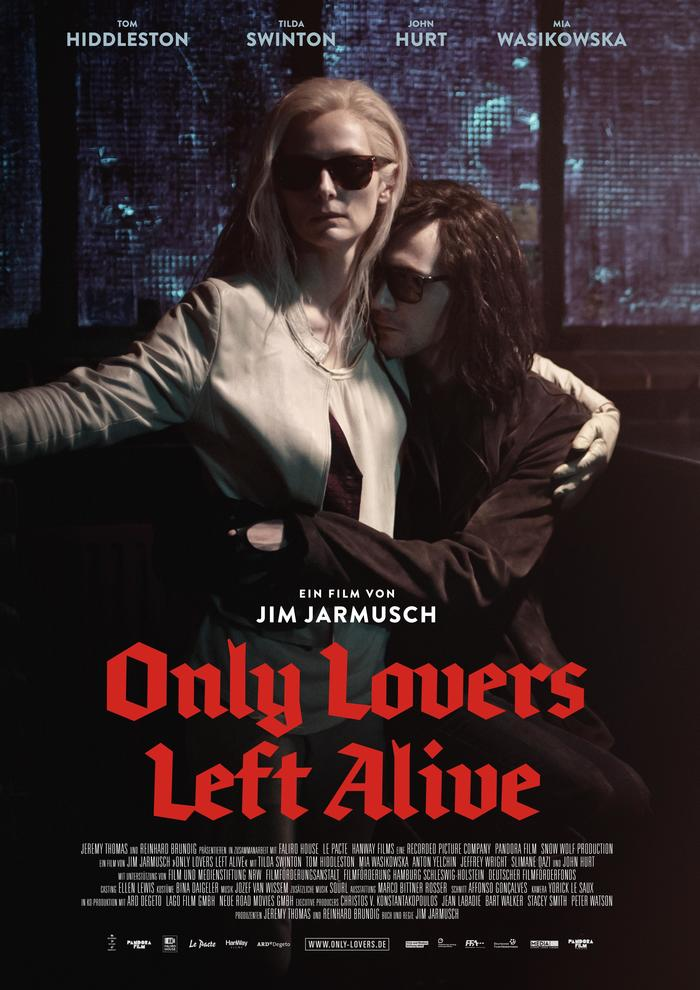 TOM HIDDLESTON
TILDA SWINTON
JOHN HURT
MIA WASIKOWSKA
EIN FILM VON
JIM JARMUSCH
Only Lovers
Left Alive
JEREMY THOMAS UND REINHARD BRUNDIG PRÄSENTIEREN IN ZUSAMMENARBEIT MIT FALIRO HOUSE LE PACTE HANWAY FILMS EINE RECORDED PICTURE COMPANY PANDORA FILM SNOW WOLF PRODUCTION
EIN FILM VON JIM JARMUSCH »ONLY LOVERS LEFT ALIVE« MIT TILDA SWINTON TOM HIDDLESTON MIA WASIKOWSKA ANTON YELCHIN JEFFREY WRIGHT SLIMANE DAZI UND JOHN HURT
MIT UNTERSTÜTZUNG VON FILM UND MEDIENSTIFTUNG NRW FILMFÖRDERUNGSANSTALT FILMFÖRDERUNG HAMBURG SCHLESWIG-HOLSTEIN DEUTSCHER FILMFÖRDERFONDS
CASTING ELLEN LEWIS KOSTÜME BINA DAIGELER MUSIK JOZEF VAN WISSEM ZUSÄTZLICHE MUSIK SQÜRL AUSSTATTUNG MARCO BITTNER ROSSER SCHNITT AFFONSO GONÇALVES KAMERA YORICK LE SAUX
IN KO PRODUKTION MIT ARD DEGETO LAGO FILM GMBH NEUE ROAD MOVIES GMBH EXECUTIVE PRODUCERS CHRISTOS V. KONSTANTAKOPOULOS JEAN LABADIE BART WALKER STACEY SMITH PETER WATSON
PRODUZENTEN JEREMY THOMAS UND REINHARD BRUNDIG BUCH UND REGIE JIM JARMUSCH
PANDORA FILM FALIRO HOUSE Le Pacte HanWay FILMS ARD Degeto WWW.ONLY-LOVERS.DE FFA MEDIA PANDORA FILM